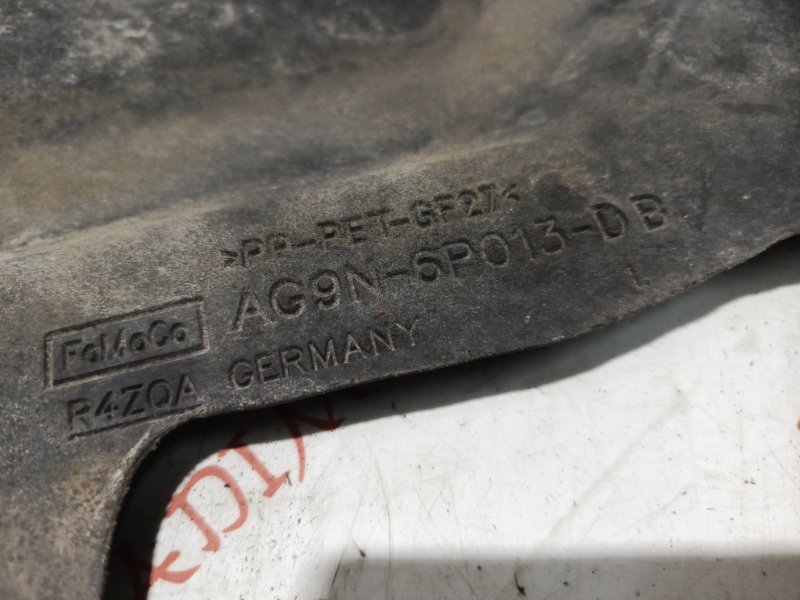 >PP-PET-GF27<
AG9N-6P013-DB
FoMoCo
GERMANY
R4ZQA